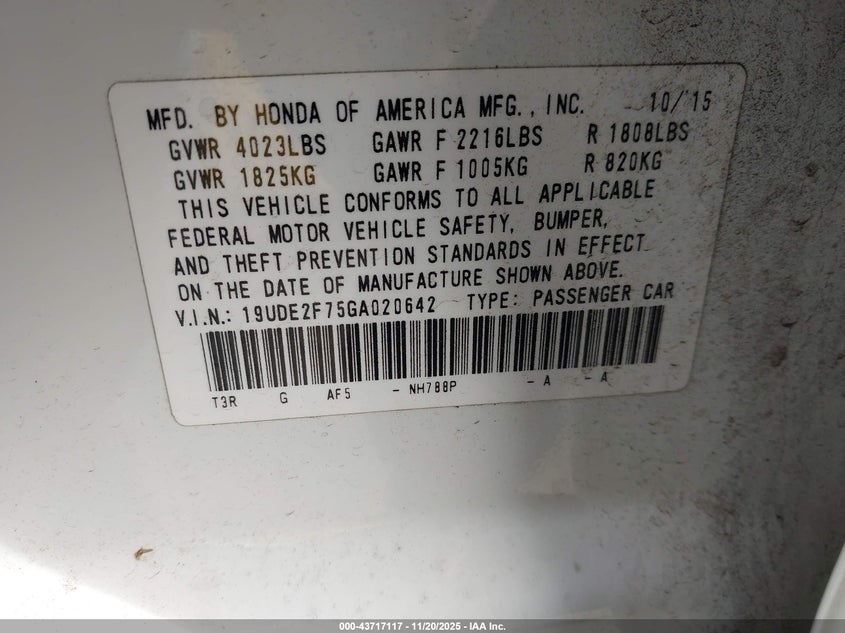 MFD. BY HONDA OF AMERICA MFG., INC. 10/'15
GVWR 4023LBS GAWR F 2216LBS R 1808LBS
GVWR 1825KG GAWR F 1005KG R 820KG
THIS VEHICLE CONFORMS TO ALL APPLICABLE
FEDERAL MOTOR VEHICLE SAFETY, BUMPER,
AND THEFT PREVENTION STANDARDS IN EFFECT
ON THE DATE OF MANUFACTURE SHOWN ABOVE.
V.I.N.: 19UDE2F75GA020642 TYPE: PASSENGER CAR
T3R G AF5 - NH788P - A - A
000-43717117 - 11/20/2025 - IAA Inc.